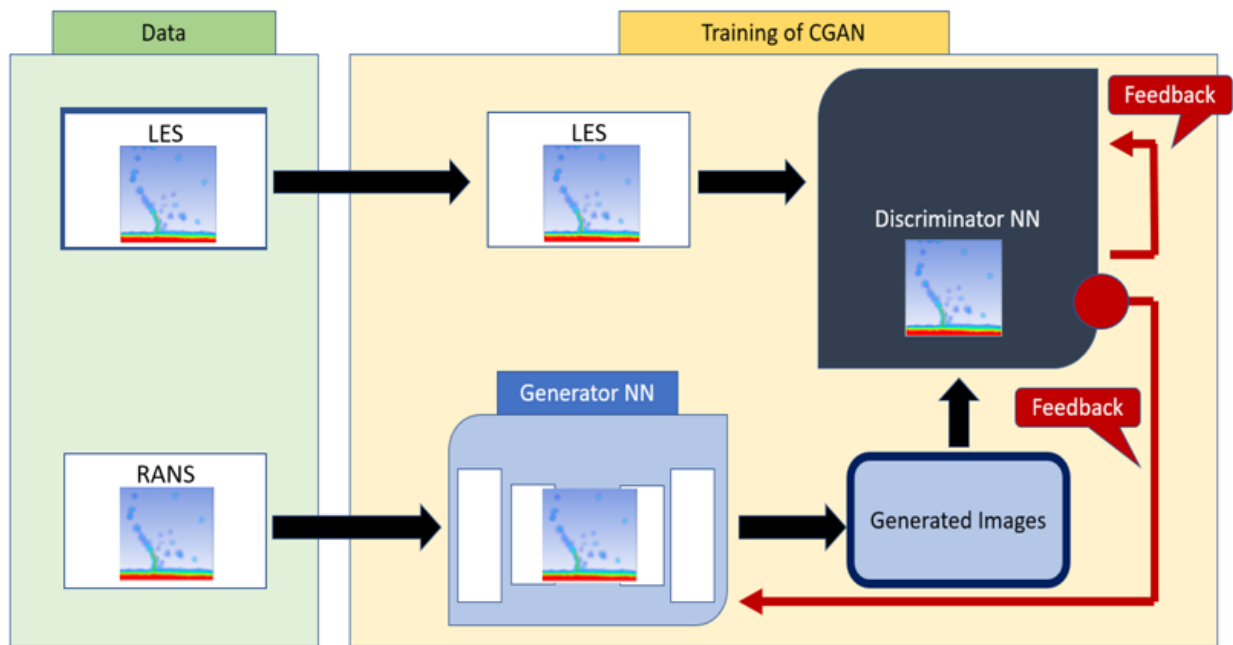 Data
Training of CGAN
Feedback
LES
LES
Discriminator NN
Generator NN
Feedback
RANS
Generated Images